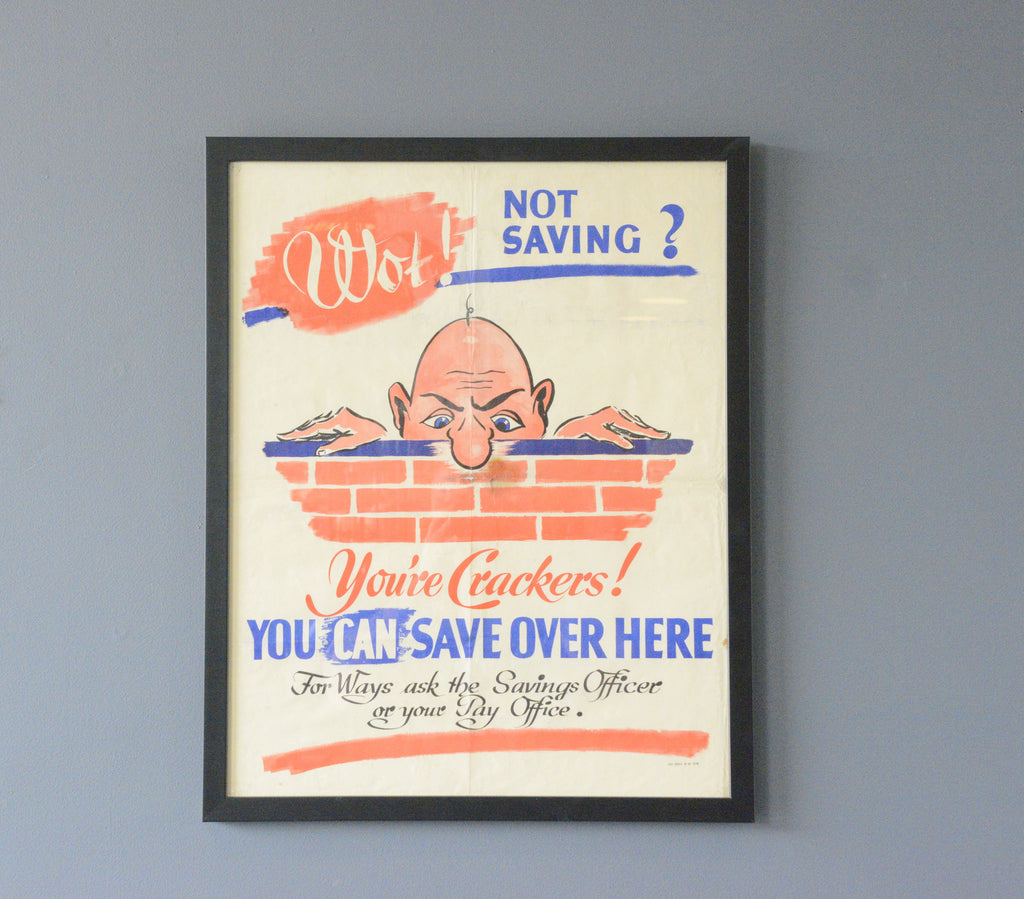 Wot!
NOT
SAVING ?
You're Crackers!
YOU CAN SAVE OVER HERE
For Ways ask the Savings Officer
or your Pay Office.